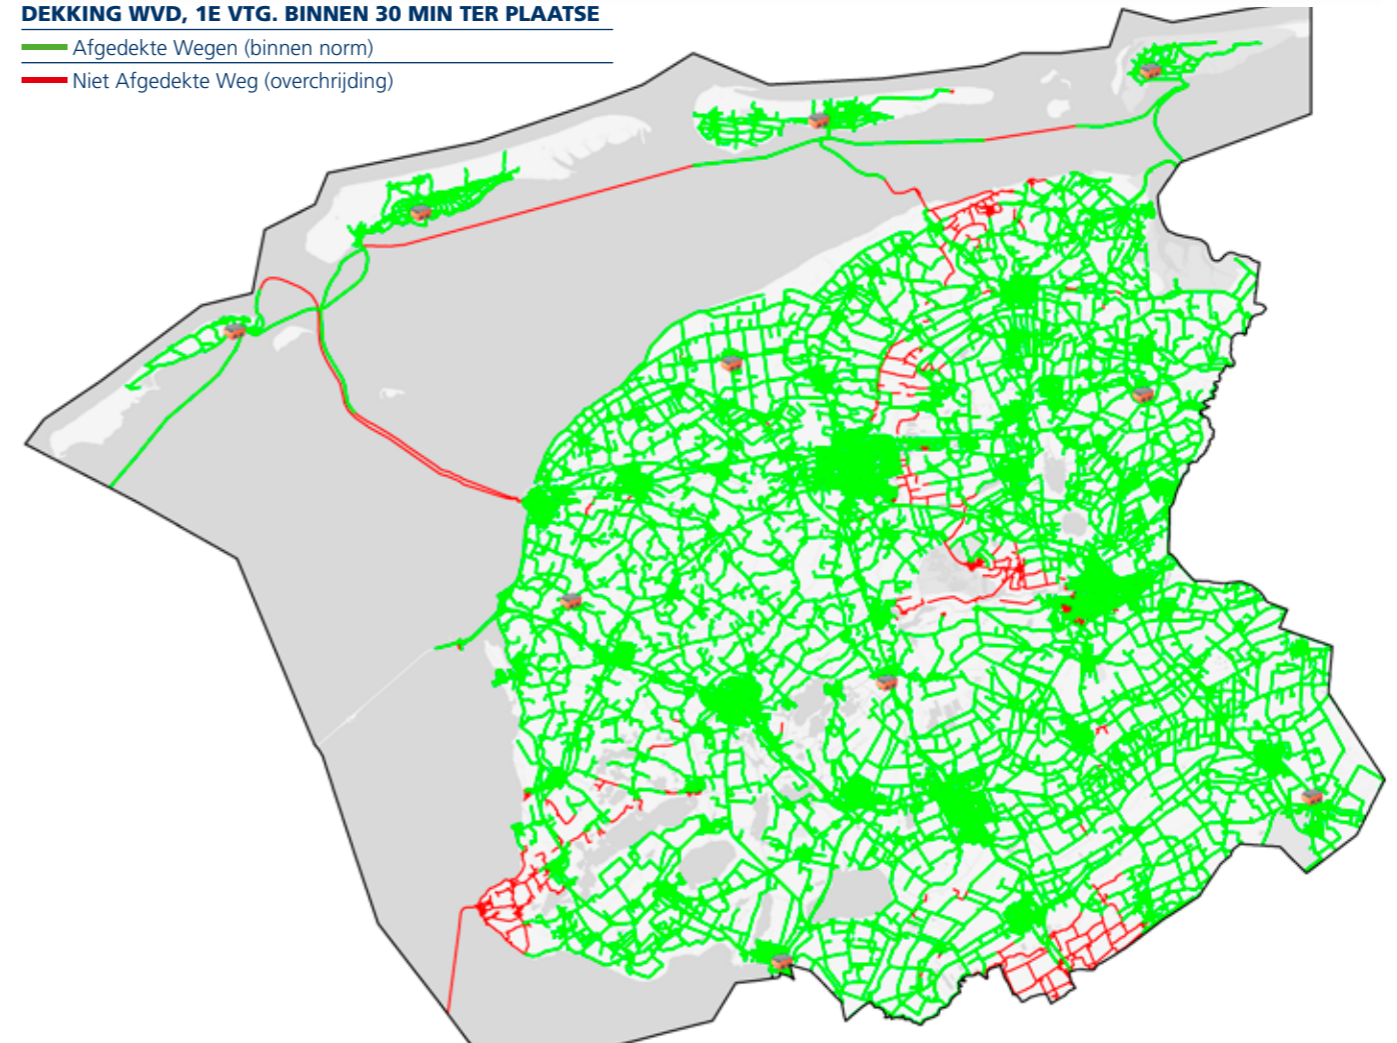 DEKKING WVD, 1E VTG. BINNEN 30 MIN TER PLAATSE
Afgedekte Wegen (binnen norm)
Niet Afgedekte Weg (overchrijding)